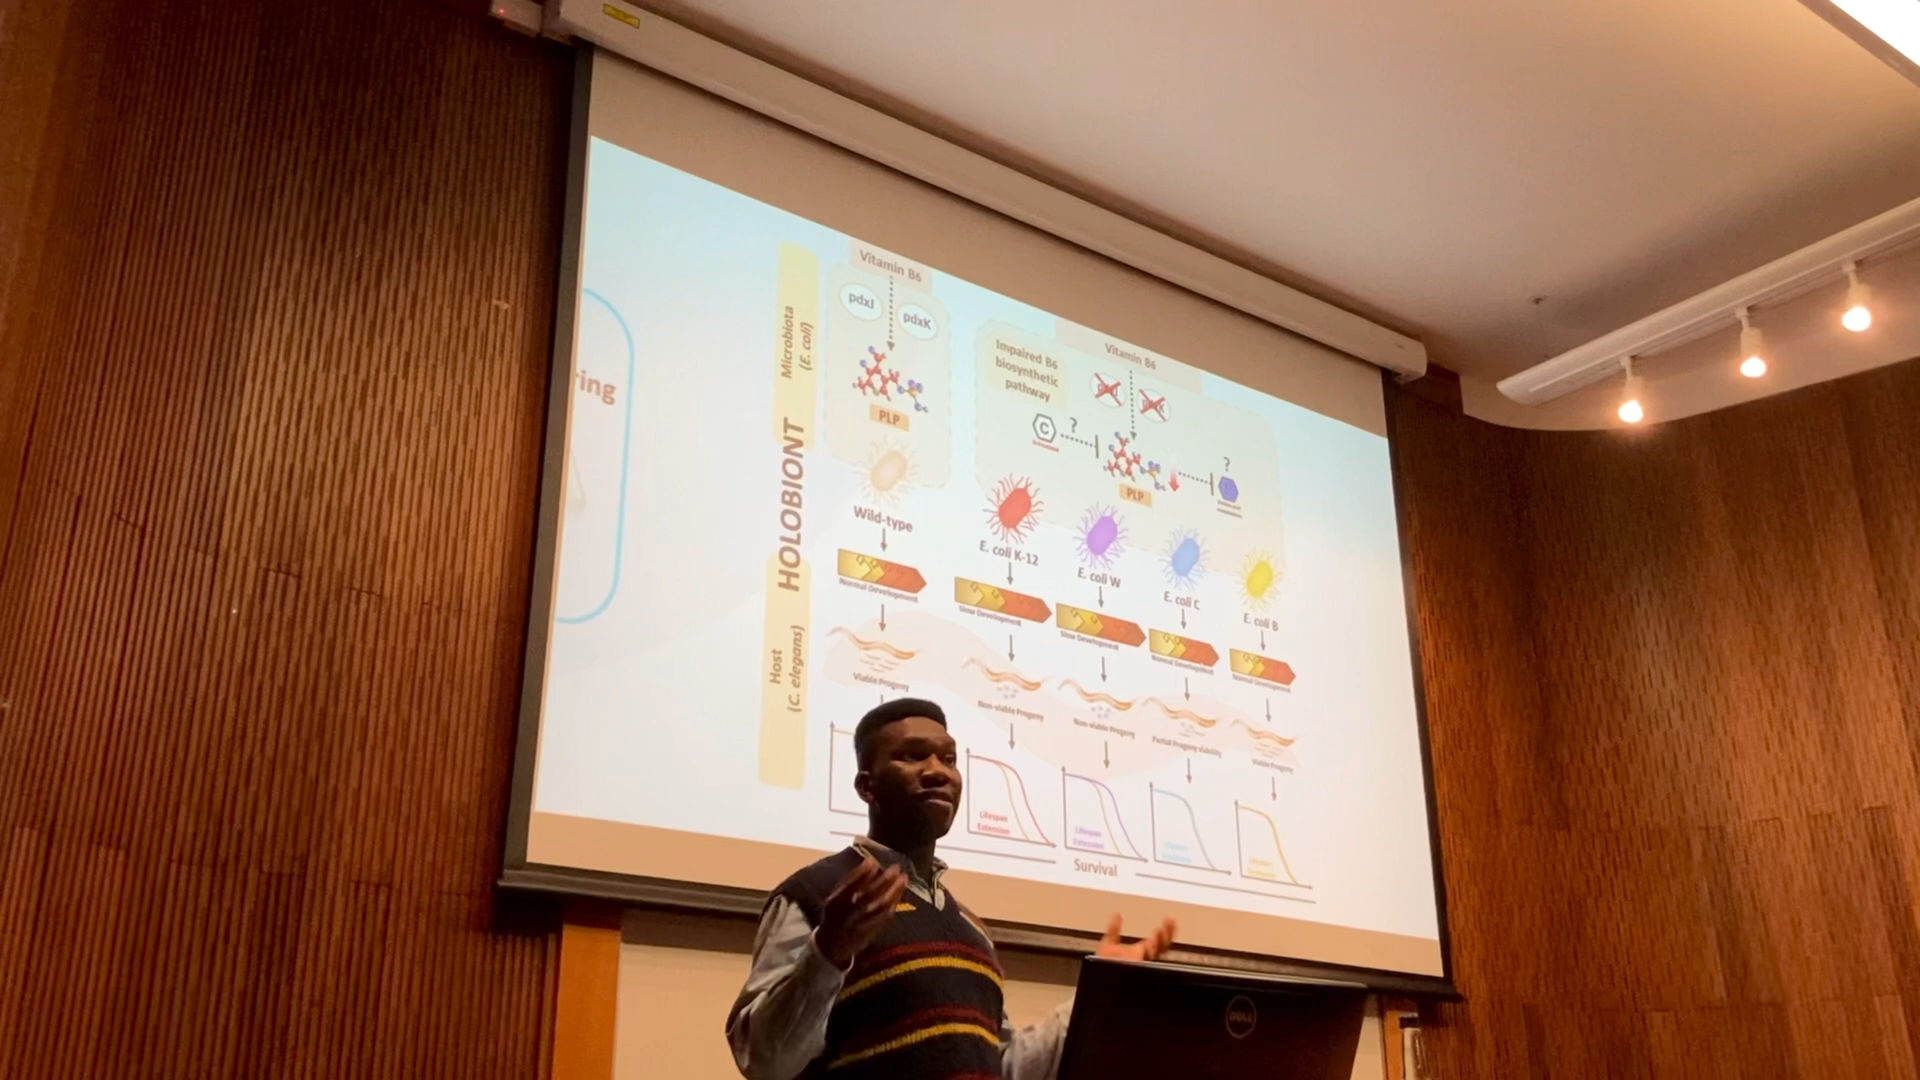 ring
Microbiota
(E. coli)
HOLOBIONT
Host
(C. elegans)
Vitamin B6
pdxJ
pdxK
PLP
Wild-type
Normal Development
Viable Progeny
Impaired B6
biosynthetic
pathway
Vitamin B6
C
?
PLP
?
E. coli K-12
Slow Development
Non-viable Progeny
Lifespan
Extension
E. coli W
Slow Development
Non-viable Progeny
Lifespan
Extension
E. coli C
Normal Development
Partial Progeny viability
E. coli B
Normal Development
Viable Progeny
Survival
DELL